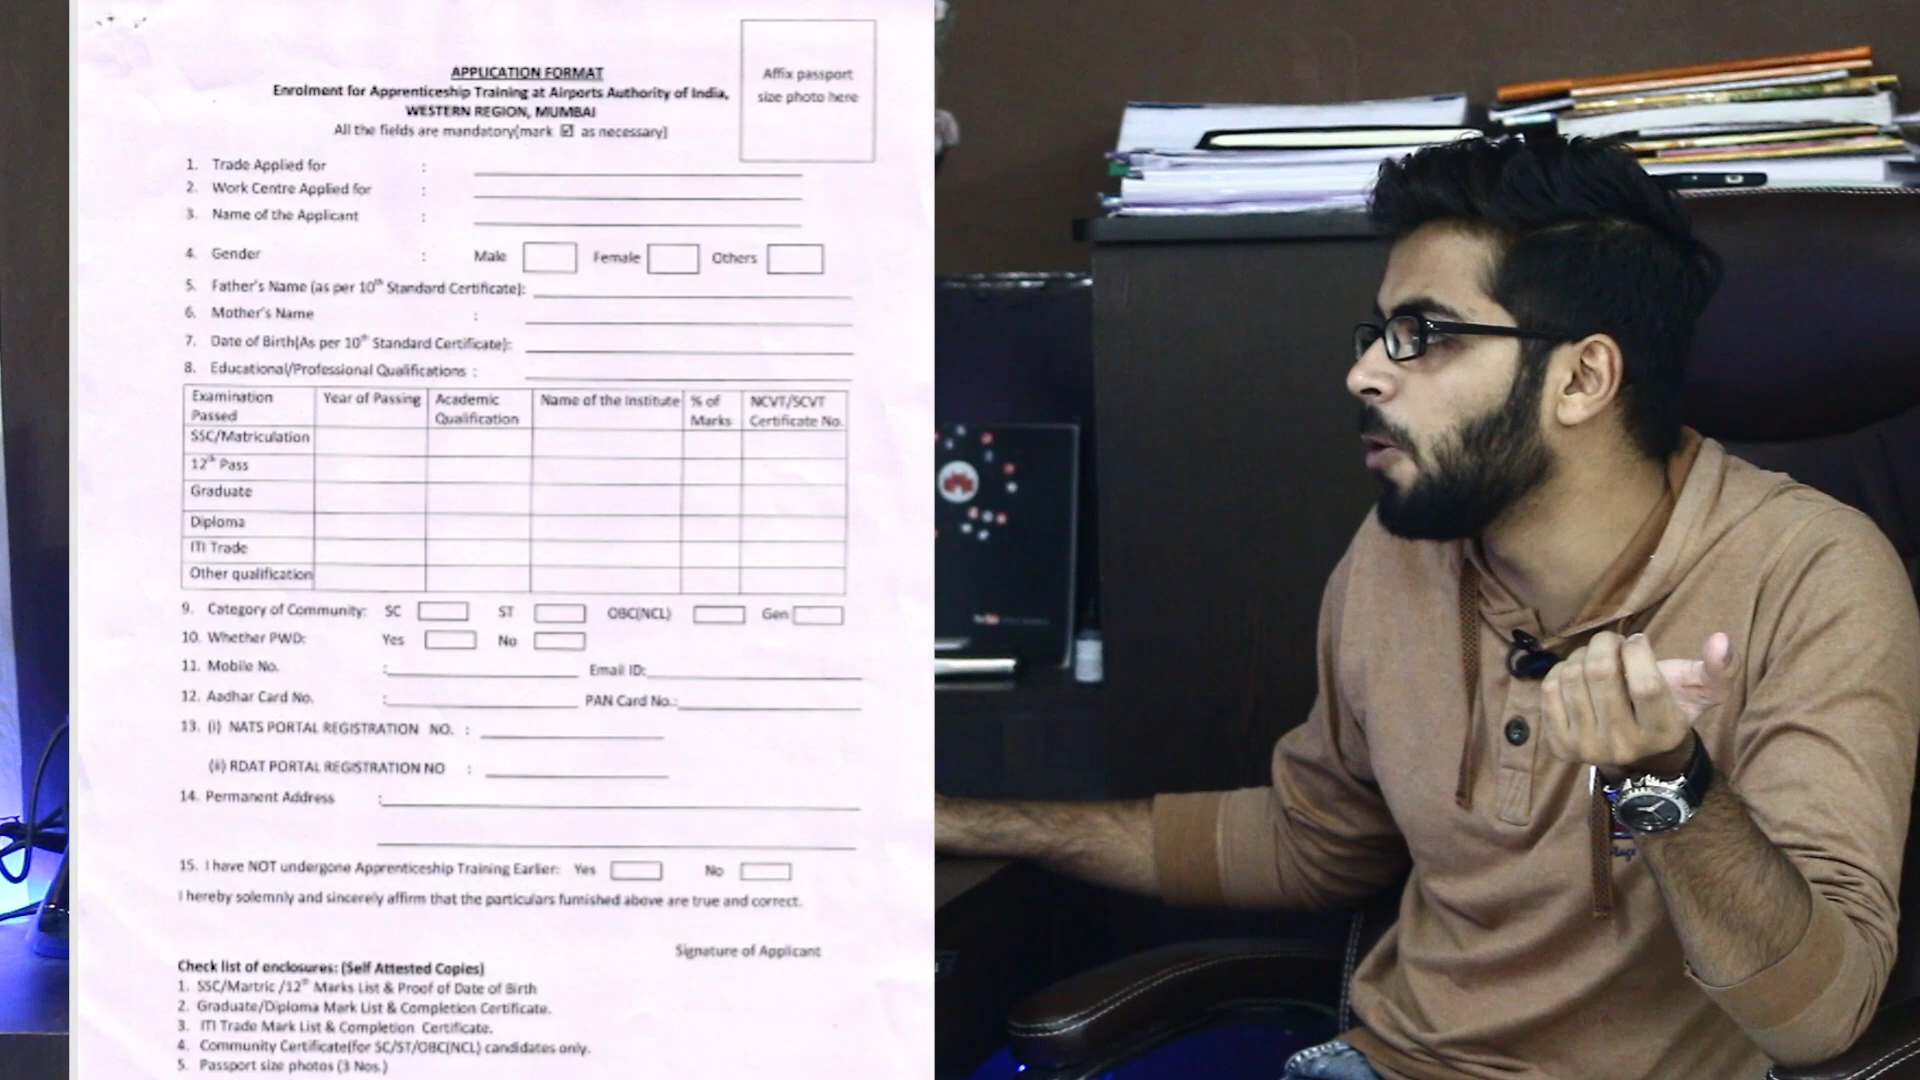 Affix passport
size photo here
APPLICATION FORMAT
Enrolment for Apprenticeship Training at Airports Authority of India,
WESTERN REGION, MUMBAI
All the fields are mandatory(mark ☑ as necessary)
1. Trade Applied for :
2. Work Centre Applied for :
3. Name of the Applicant :
4. Gender : Male Female Others
5. Father's Name (as per 10th Standard Certificate):
6. Mother's Name :
7. Date of Birth(As per 10th Standard Certificate):
8. Educational/Professional Qualifications :
Examination Passed Year of Passing Academic Qualification Name of the Institute % of Marks NCVT/SCVT Certificate No.
SSC/Matriculation
12th Pass
Graduate
Diploma
ITI Trade
Other qualification
9. Category of Community: SC ST OBC(NCL) Gen
10. Whether PWD: Yes No
11. Mobile No. : Email ID:
12. Aadhar Card No. : PAN Card No.:
13. (i) NATS PORTAL REGISTRATION NO. :
(ii) RDAT PORTAL REGISTRATION NO :
14. Permanent Address :
15. I have NOT undergone Apprenticeship Training Earlier: Yes No
I hereby solemnly and sincerely affirm that the particulars furnished above are true and correct.
Signature of Applicant
Check list of enclosures: (Self Attested Copies)
1. SSC/Martric /12th Marks List & Proof of Date of Birth
2. Graduate/Diploma Mark List & Completion Certificate.
3. ITI Trade Mark List & Completion Certificate.
4. Community Certificate(for SC/ST/OBC(NCL) candidates only.
5. Passport size photos (3 Nos.)